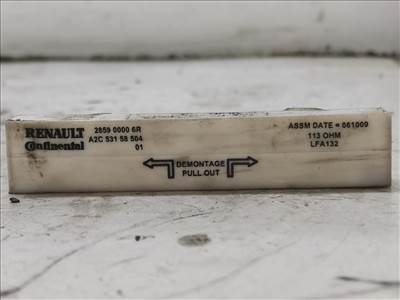 RENAULT 2859 0000 6R
Continental A2C 531 58 504
01
ASSM DATE = 061009
113 OHM
LFA132
DEMONTAGE
PULL OUT